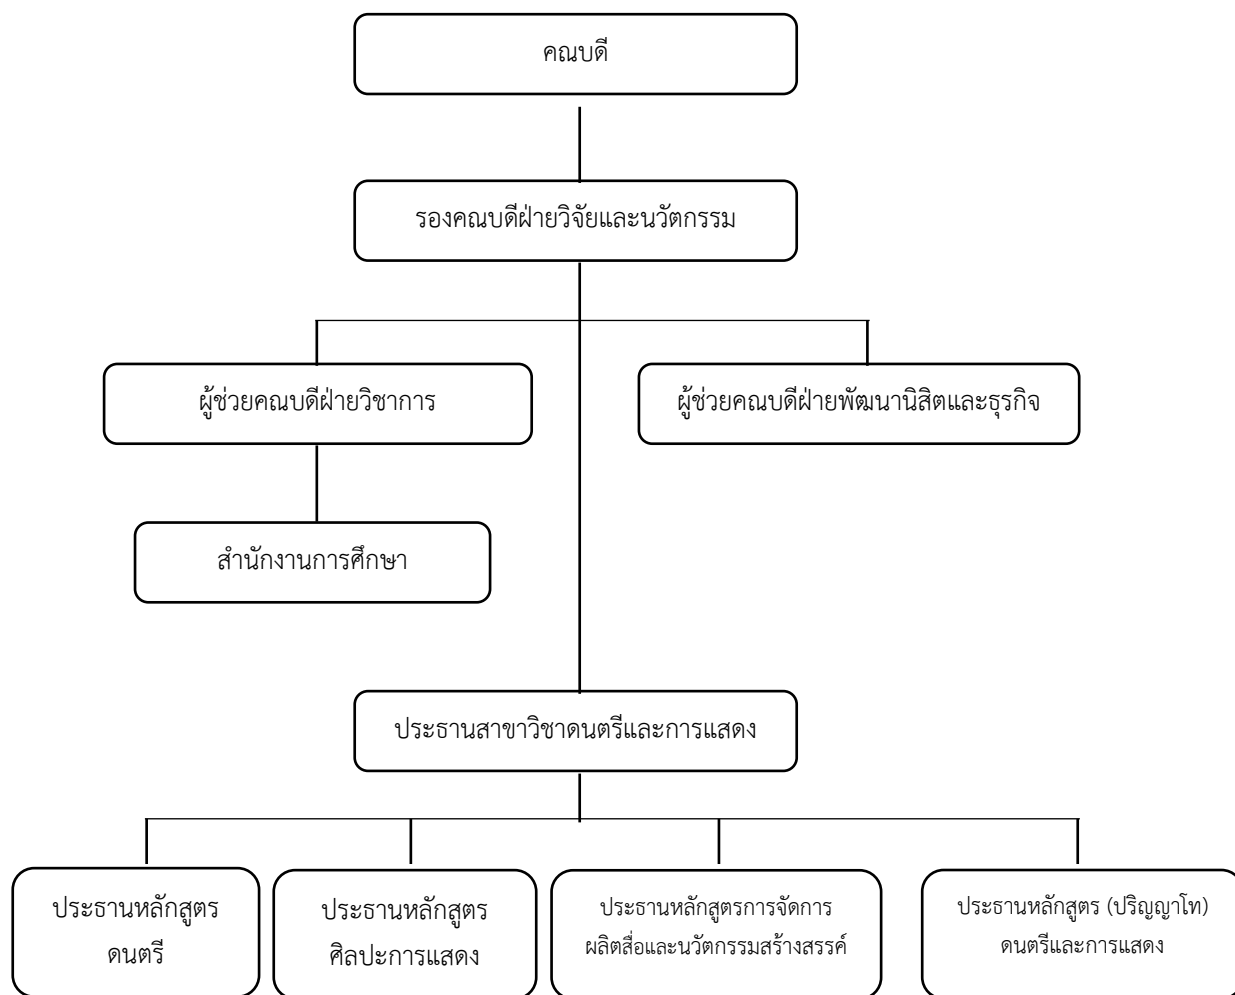 คณบดี
รองคณบดีฝ่ายวิจัยและนวัตกรรม
ผู้ช่วยคณบดีฝ่ายวิชาการ
ผู้ช่วยคณบดีฝ่ายพัฒนานิสิตและธุรกิจ
สำนักงานการศึกษา
ประธานสาขาวิชาดนตรีและการแสดง
ประธานหลักสูตร
ดนตรี
ประธานหลักสูตร
ศิลปะการแสดง
ประธานหลักสูตรการจัดการ
ผลิตสื่อและนวัตกรรมสร้างสรรค์
ประธานหลักสูตร (ปริญญาโท)
ดนตรีและการแสดง